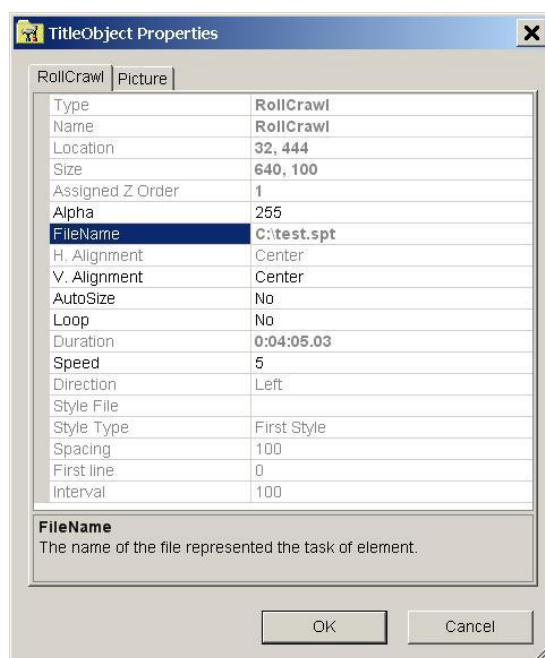 TitleObject Properties
RollCrawl Picture
Type RollCrawl
Name RollCrawl
Location 32, 444
Size 640, 100
Assigned Z Order 1
Alpha 255
FileName C:\test.spt
H. Alignment Center
V. Alignment Center
AutoSize No
Loop No
Duration 0:04:05.03
Speed 5
Direction Left
Style File
Style Type First Style
Spacing 100
First line 0
Interval 100
FileName
The name of the file represented the task of element.
OK Cancel